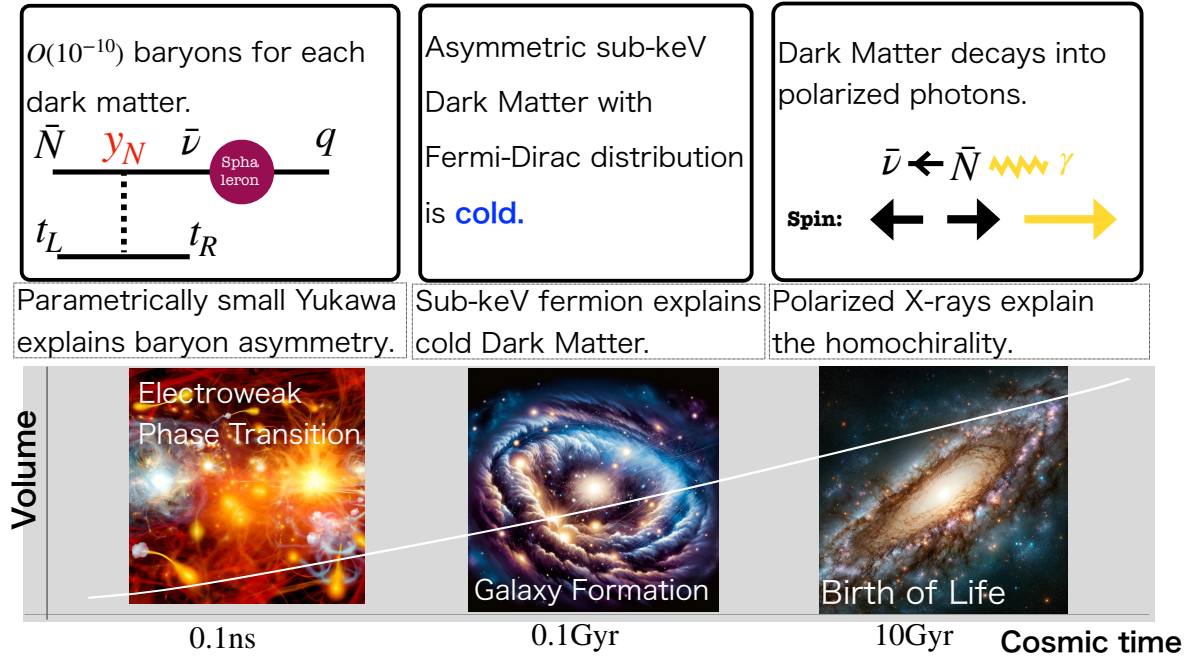 O(10⁻¹⁰) baryons for each
dark matter.
N̄ y_N ν̄ q
Spha
leron
t_L t_R
Asymmetric sub-keV
Dark Matter with
Fermi-Dirac distribution
is cold.
Dark Matter decays into
polarized photons.
ν̄ N̄ γ
Spin:
Parametrically small Yukawa
explains baryon asymmetry.
Sub-keV fermion explains
cold Dark Matter.
Polarized X-rays explain
the homochirality.
Volume
Electroweak
Phase Transition
Galaxy Formation
Birth of Life
0.1ns
0.1Gyr
10Gyr
Cosmic time